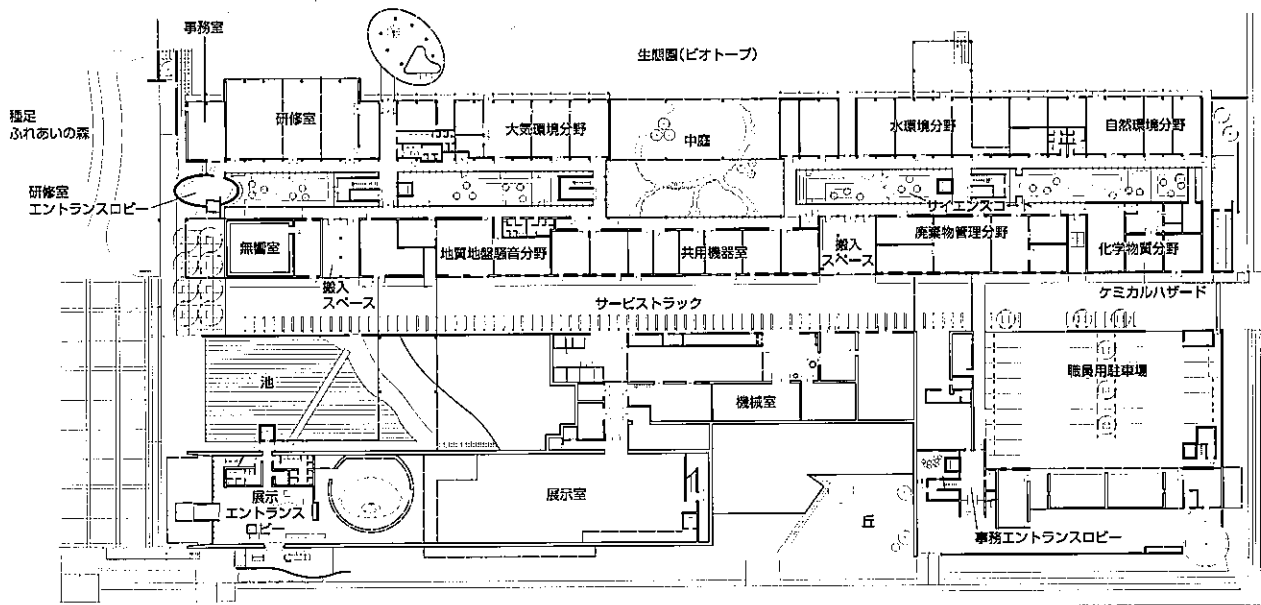 事務室
生態園(ビオトープ)
種足
ふれあいの森
研修室
大気環境分野
中庭
水環境分野
自然環境分野
研修室
エントランスロビー
サイエンスコート
無響室
地質地盤騒音分野
共用機器室
搬入
スペース
廃棄物管理分野
化学物質分野
搬入
スペース
サービストラック
ケミカルハザード
池
機械室
職員用駐車場
展示
エントランス
ロビー
展示室
丘
事務エントランスロビー